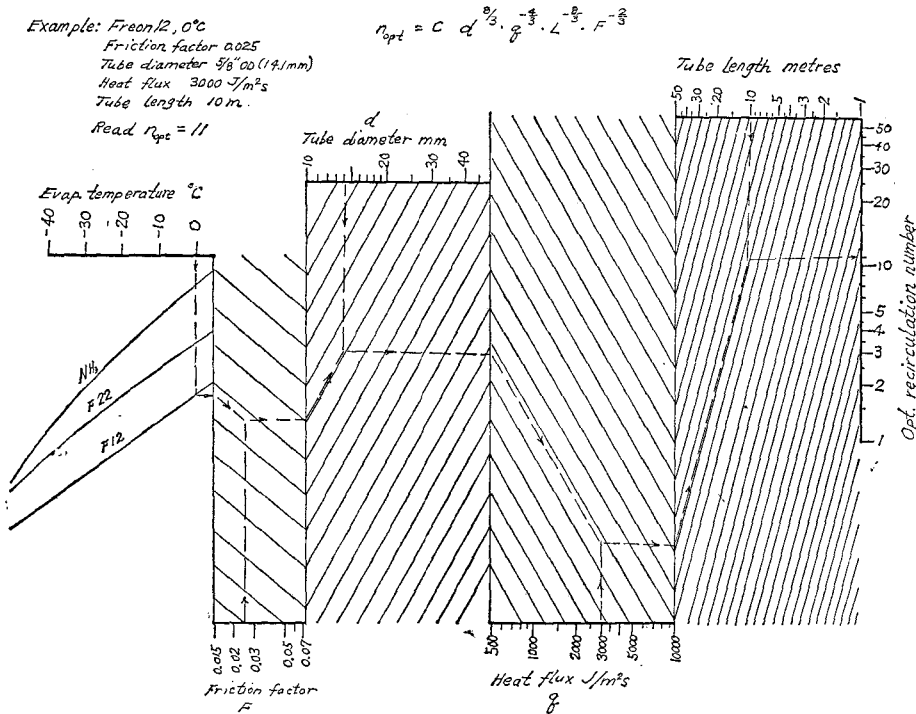 n_opt = C d^8/3 · q^-4/3 · L^-8/3 · F^-2/3
Example: Freon12, 0°C
Friction factor 0.025
Tube diameter 5/8" OD (14.1mm)
Heat flux 3000 J/m²s
Tube length 10 m.
Read n_opt = 11
Tube length metres
50 30 20 10 5 3 2 1
d
Tube diameter mm
10 20 30 40
Evap. temperature °C
-40 -30 -20 -10 0
NH₃
F22
F12
50
40
30
20
10
5
4
3
2
1
Opt. recirculation number
0.015 0.02 0.03 0.05 0.07
Friction factor
F
500 1000 2000 3000 5000 10000
Heat flux J/m²s
q